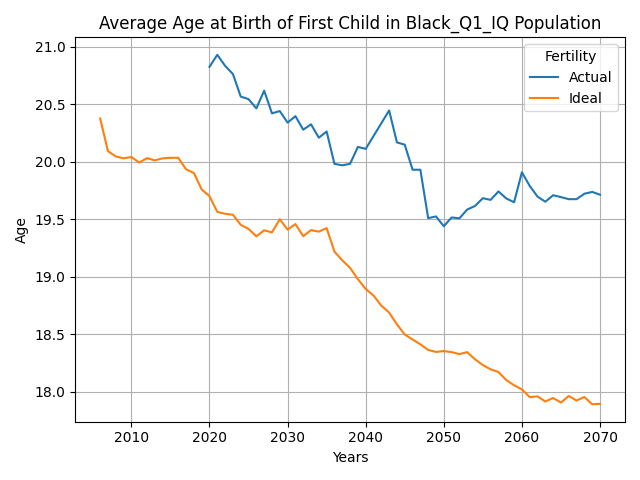 Average Age at Birth of First Child in Black_Q1_IQ Population
Fertility
Actual
Ideal
21.0
20.5
20.0
19.5
19.0
18.5
18.0
Age
2010 2020 2030 2040 2050 2060 2070
Years